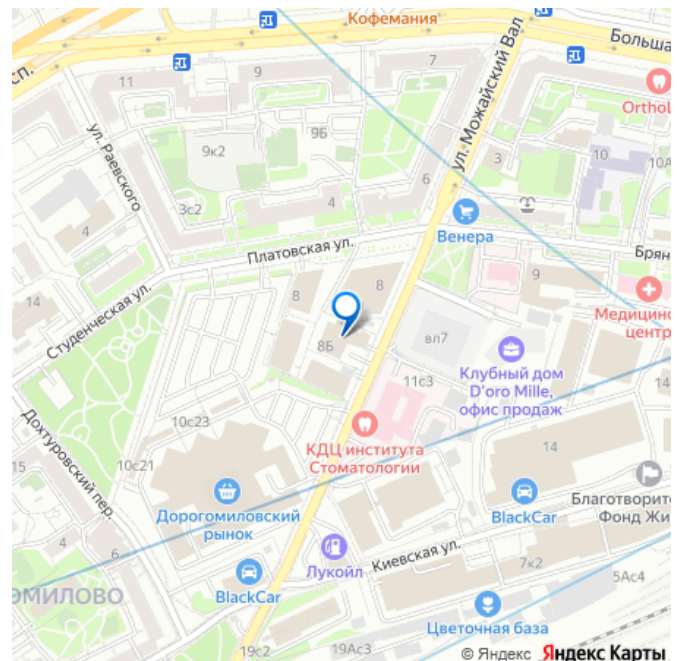 Кофемания
Больша
СП.
11
9
7
OrthoL
ул. Можайский Вал
ул. Раевского
9Б
9к2
3
10
10А
6
3с2
4
4
Венера
Платовская ул.
Брян
8
8
9
14
Студенческая ул.
Медицинс
центр
8Б
вл7
Клубный дом
D'oro Mille,
офис продаж
11с3
14
10с23
10с21
КДЦ института
Стоматологии
14
15
Дохтуровский пер.
Дорогомиловский
рынок
BlackCar
Благотворит
Фонд Жи
4
6
Лукойл
Киевская ул.
7к2
5Ас4
ОМИЛОВО
BlackCar
Цветочная база
19с2
19Ас3
© Яндекс Яндекс Карты